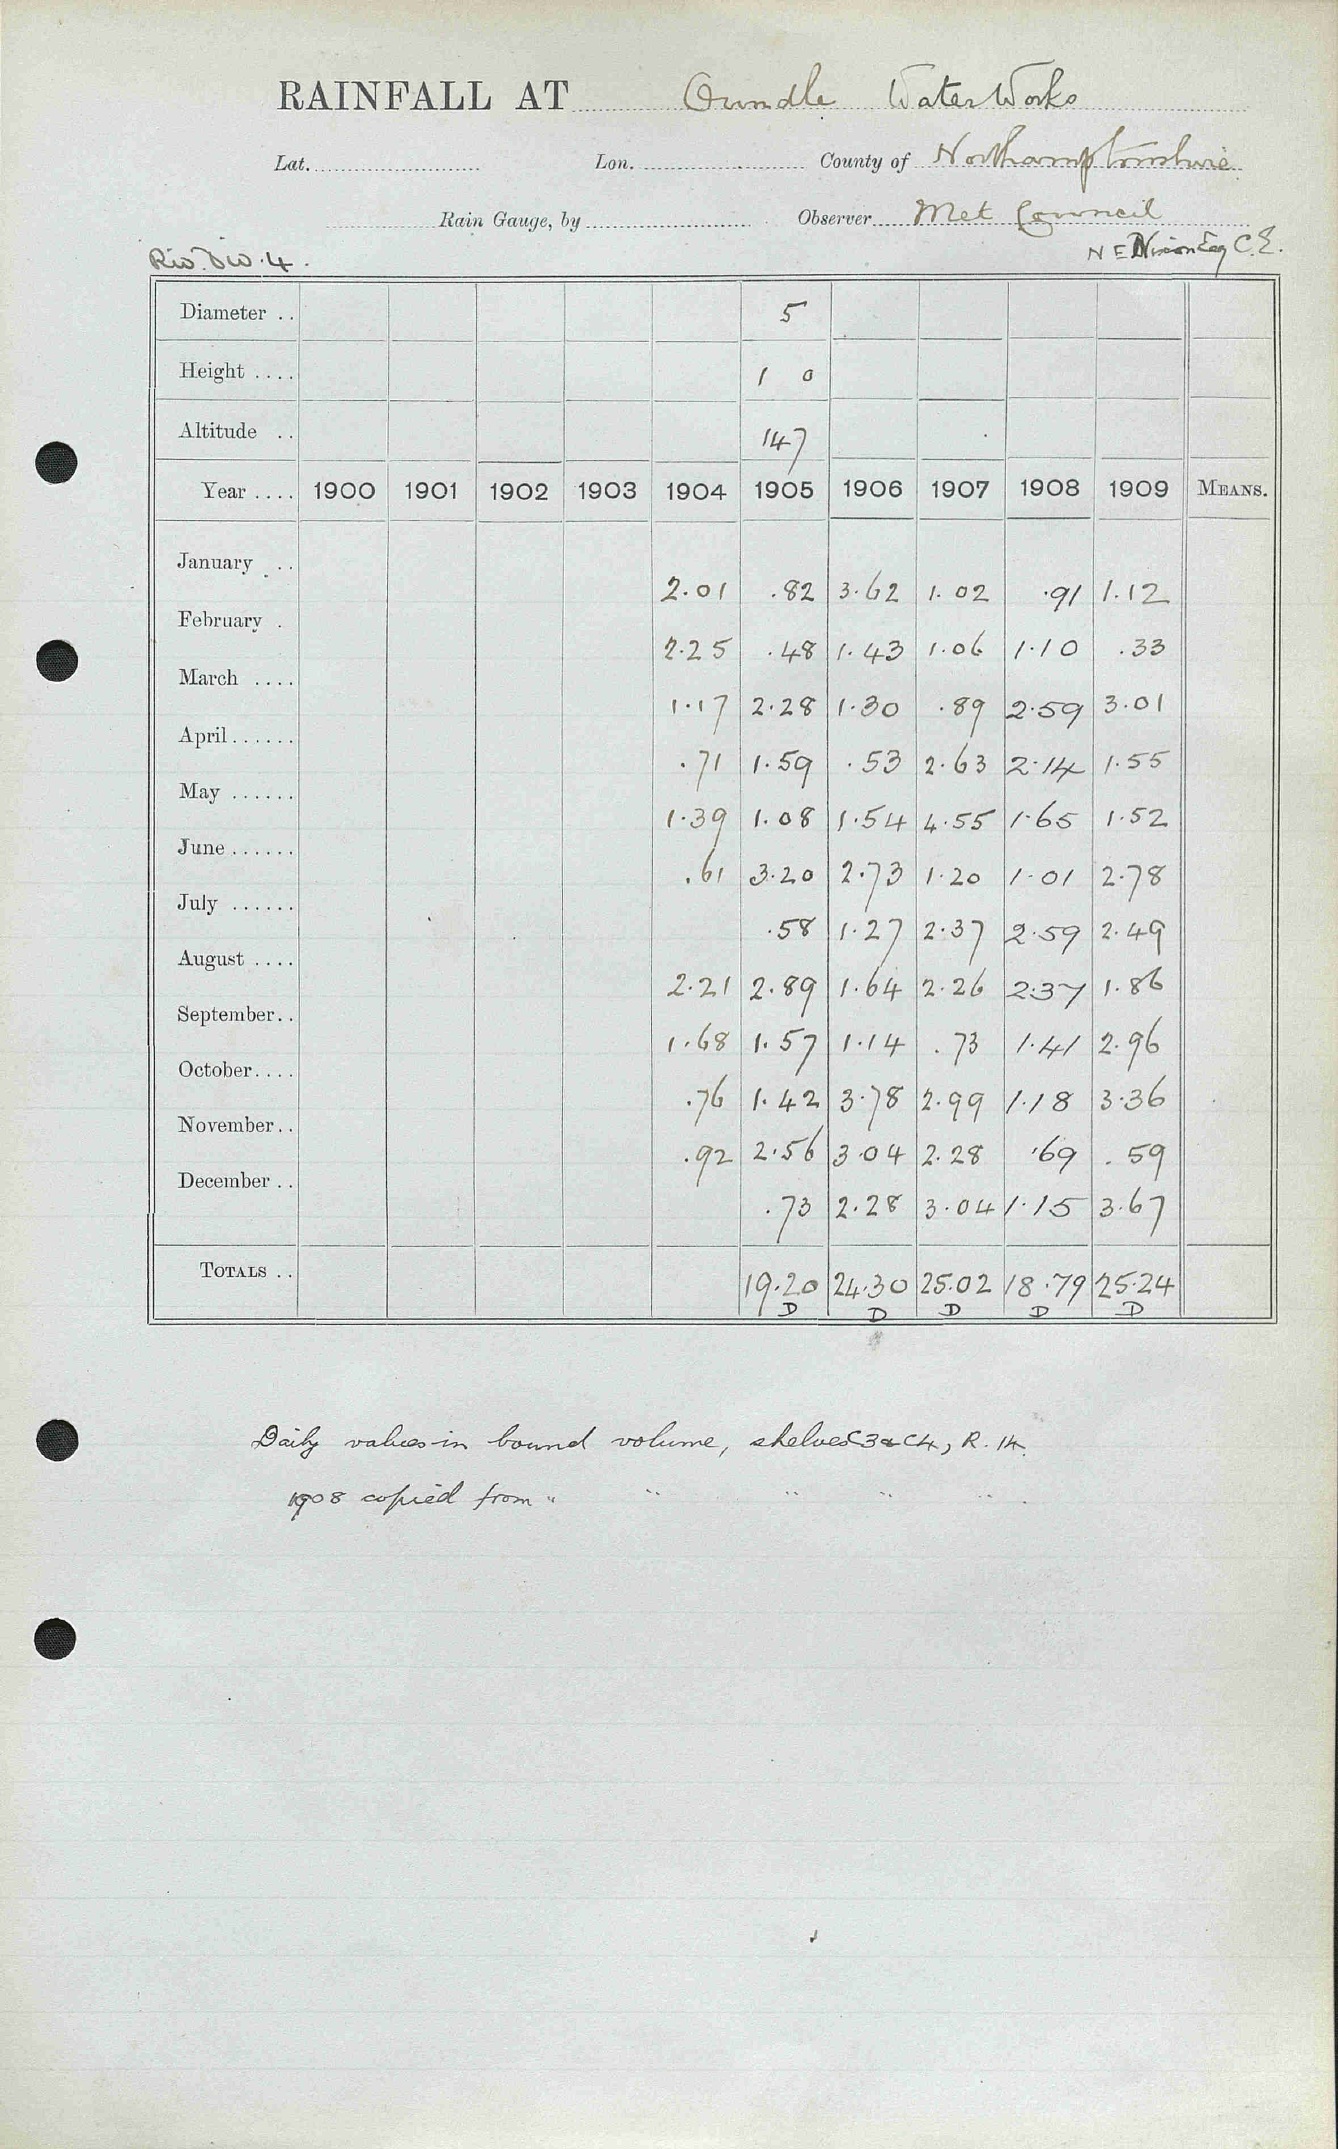 RAINFALL AT Oundle Water Works
Lat. Lon. County of Northamptonshire
Rain Gauge, by Observer Met Council
Riv. Div. 4. N E Nixon Esq C.E.
Diameter .. 5
Height .... 1 0
Altitude .. 147
Year .... 1900 1901 1902 1903 1904 1905 1906 1907 1908 1909 MEANS.
January .. 2.01 .82 3.62 1.02 .91 1.12
February . 2.25 .48 1.43 1.06 1.10 .33
March .... 1.17 2.28 1.30 .89 2.59 3.01
April ...... .71 1.59 .53 2.63 2.14 1.55
May ...... 1.39 1.08 1.54 4.55 1.65 1.52
June ...... .61 3.20 2.73 1.20 1.01 2.78
July ...... .58 1.27 2.37 2.59 2.49
August .... 2.21 2.89 1.64 2.26 2.37 1.86
September.. 1.68 1.57 1.14 .73 1.41 2.96
October.... .76 1.42 3.78 2.99 1.18 3.36
November.. .92 2.56 3.04 2.28 .69 .59
December .. .73 2.28 3.04 1.15 3.67
TOTALS .. 19.20 24.30 25.02 18.79 25.24
D D D D D
Daily values in bound volume, shelves C3 & C4, R. 14.
1908 copied from " " " " "